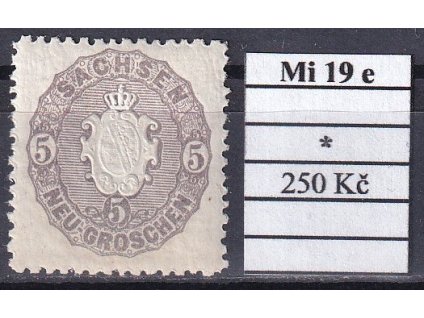 SACHSEN
5 5
5
NEU-GROSCHEN
Mi 19 e
*
250 Kč